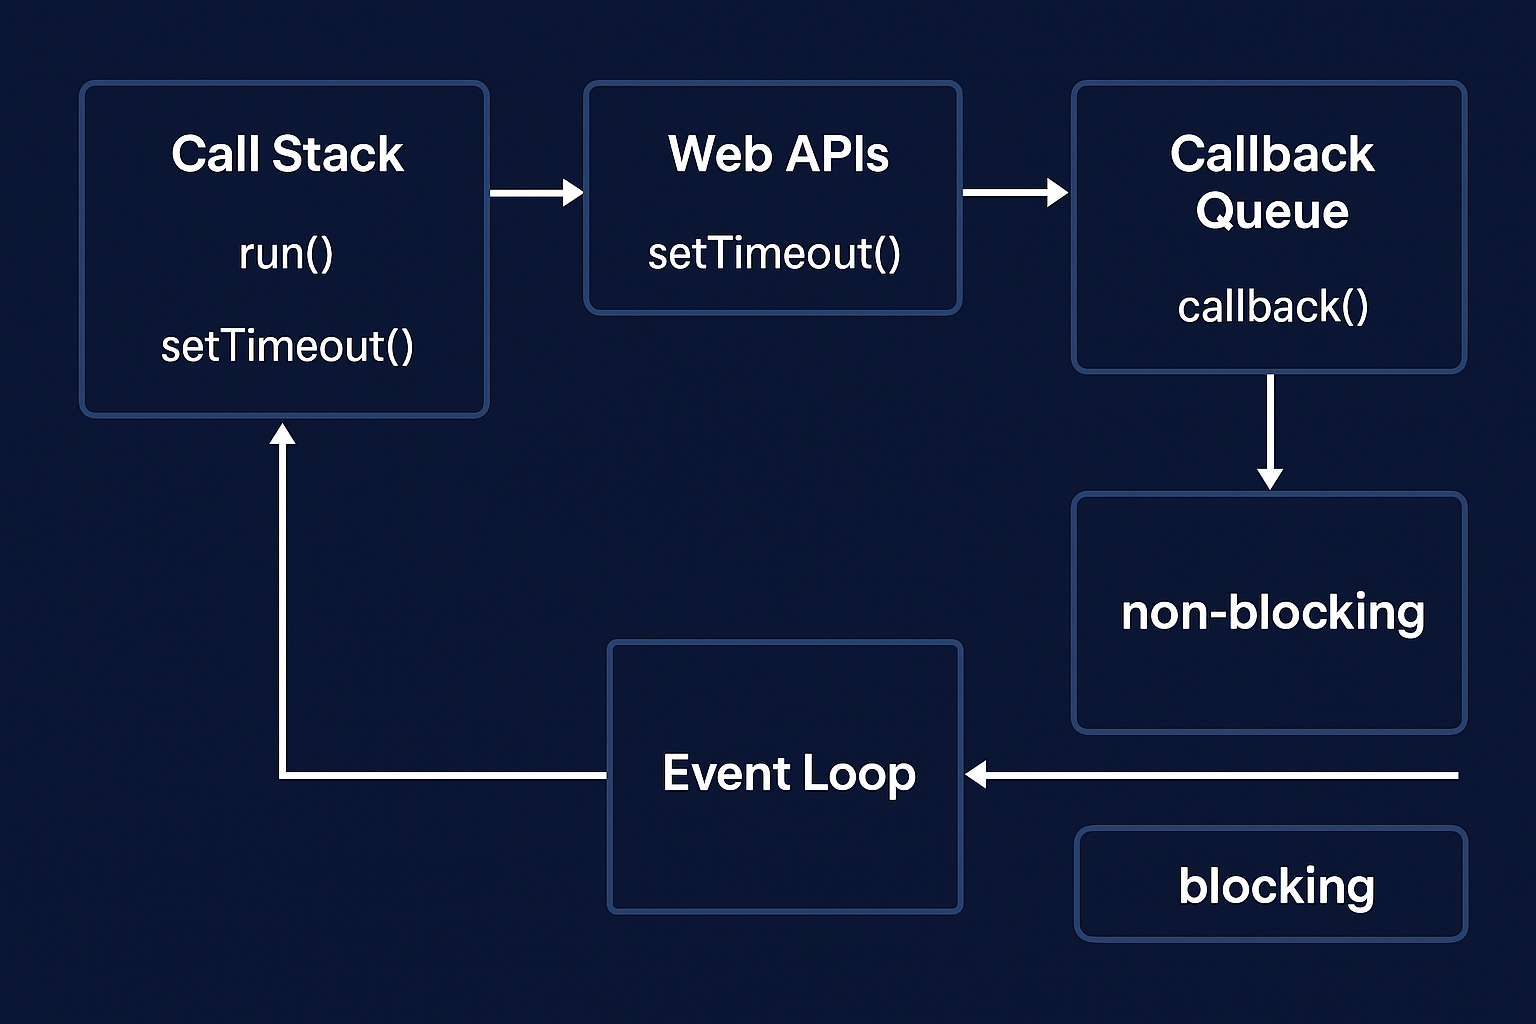 Call Stack
run()
setTimeout()
Web APIs
setTimeout()
Callback
Queue
callback()
non-blocking
Event Loop
blocking